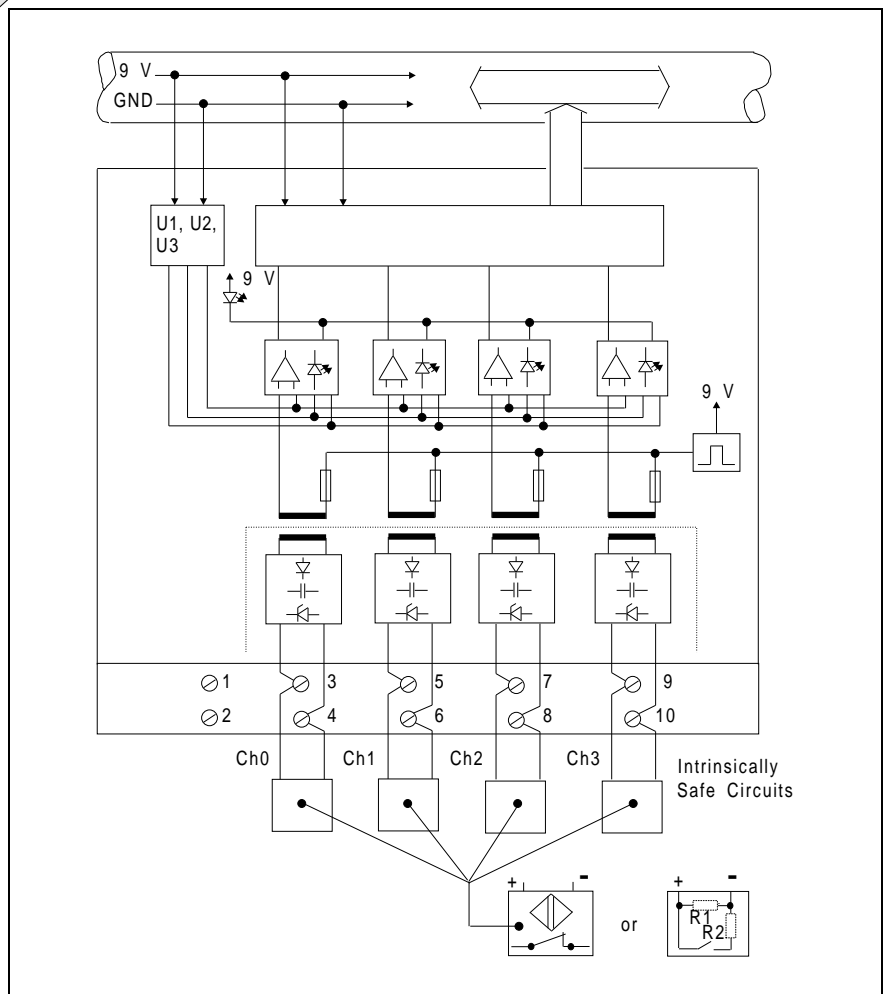 9 V
GND
U1, U2,
U3
9 V
9 V
1 3 5 7 9
2 4 6 8 10
Ch0 Ch1 Ch2 Ch3
Intrinsically
Safe Circuits
+ -
or
+ -
R1
R2